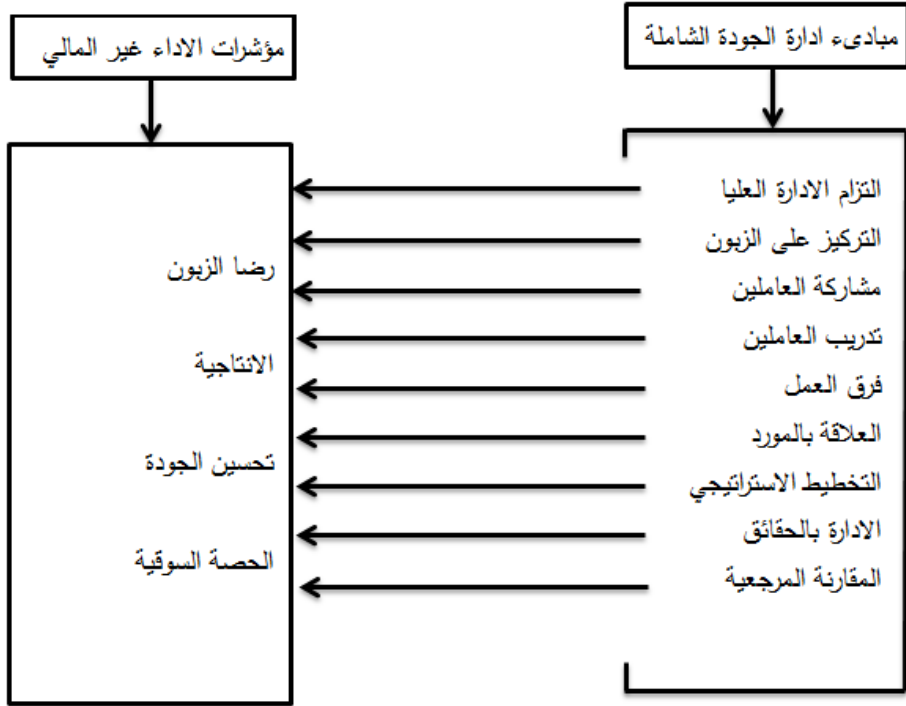 مبادىء ادارة الجودة الشاملة
التزام الادارة العليا
التركيز على الزبون
مشاركة العاملين
تدريب العاملين
فرق العمل
العلاقة بالمورد
التخطيط الاستراتيجي
الادارة بالحقائق
المقارنة المرجعية
مؤشرات الاداء غير المالي
رضا الزبون
الانتاجية
تحسين الجودة
الحصة السوقية